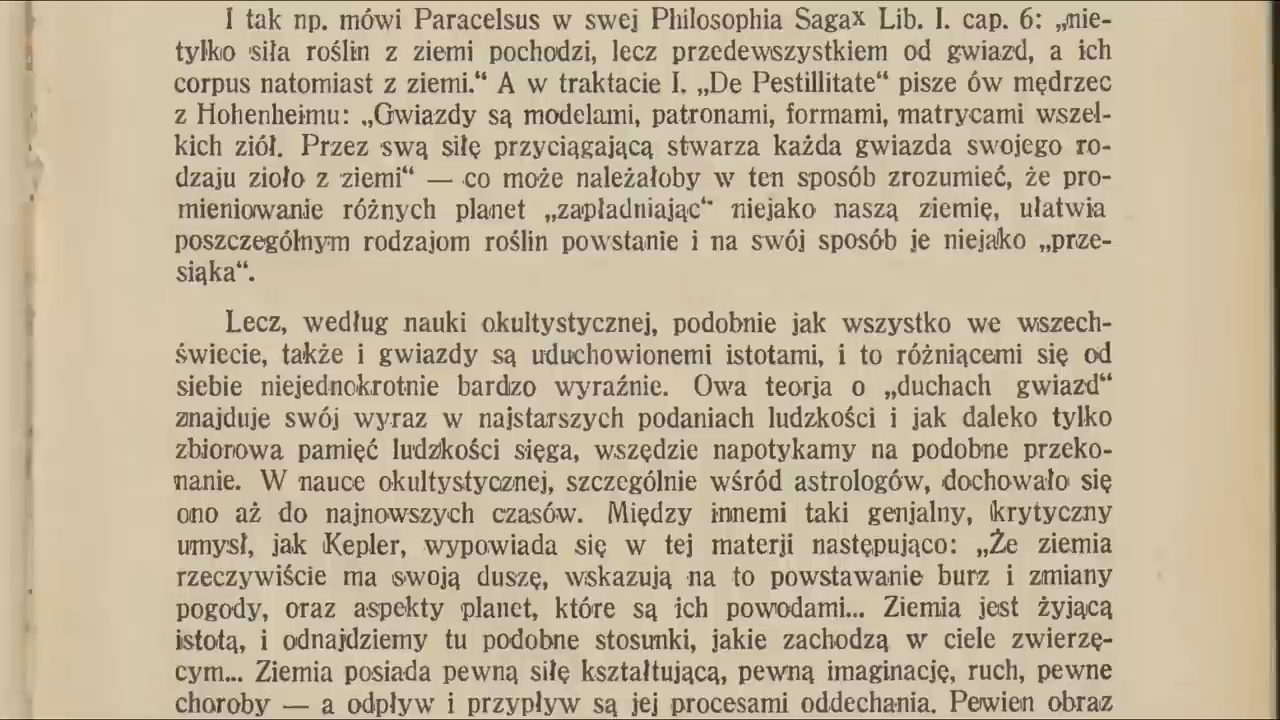 I tak np. mówi Paracelsus w swej Philosophia Sagax Lib. I. cap. 6: „nie-
tylko siła roślin z ziemi pochodzi, lecz przedewszystkiem od gwiazd, a ich
corpus natomiast z ziemi.“ A w traktacie I. „De Pestillitate“ pisze ów mędrzec
z Hohenheimu: „Gwiazdy są modelami, patronami, formami, matrycami wszel-
kich ziół. Przez swą siłę przyciągającą stwarza każda gwiazda swojego ro-
dzaju zioło z ziemi“ — co może należałoby w ten sposób zrozumieć, że pro-
mieniowanie różnych planet „zapładniając“ niejako naszą ziemię, ułatwia
poszczególnym rodzajom roślin powstanie i na swój sposób je niejako „prze-
siąka“.
Lecz, według nauki okultystycznej, podobnie jak wszystko we wszech-
świecie, także i gwiazdy są uduchowionemi istotami, i to różniącemi się od
siebie niejednokrotnie bardzo wyraźnie. Owa teorja o „duchach gwiazd“
znajduje swój wyraz w najstarszych podaniach ludzkości i jak daleko tylko
zbiorowa pamięć ludzkości sięga, wszędzie napotykamy na podobne przeko-
nanie. W nauce okultystycznej, szczególnie wśród astrologów, dochowało się
ono aż do najnowszych czasów. Między innemi taki genjalny, krytyczny
umysł, jak Kepler, wypowiada się w tej materji następująco: „Że ziemia
rzeczywiście ma swoją duszę, wskazują na to powstawanie burz i zmiany
pogody, oraz aspekty planet, które są ich powodami... Ziemia jest żyjącą
istotą, i odnajdziemy tu podobne stosunki, jakie zachodzą w ciele zwierzę-
cym... Ziemia posiada pewną siłę kształtującą, pewną imaginację, ruch, pewne
choroby — a odpływ i przypływ są jej procesami oddechania. Pewien obraz